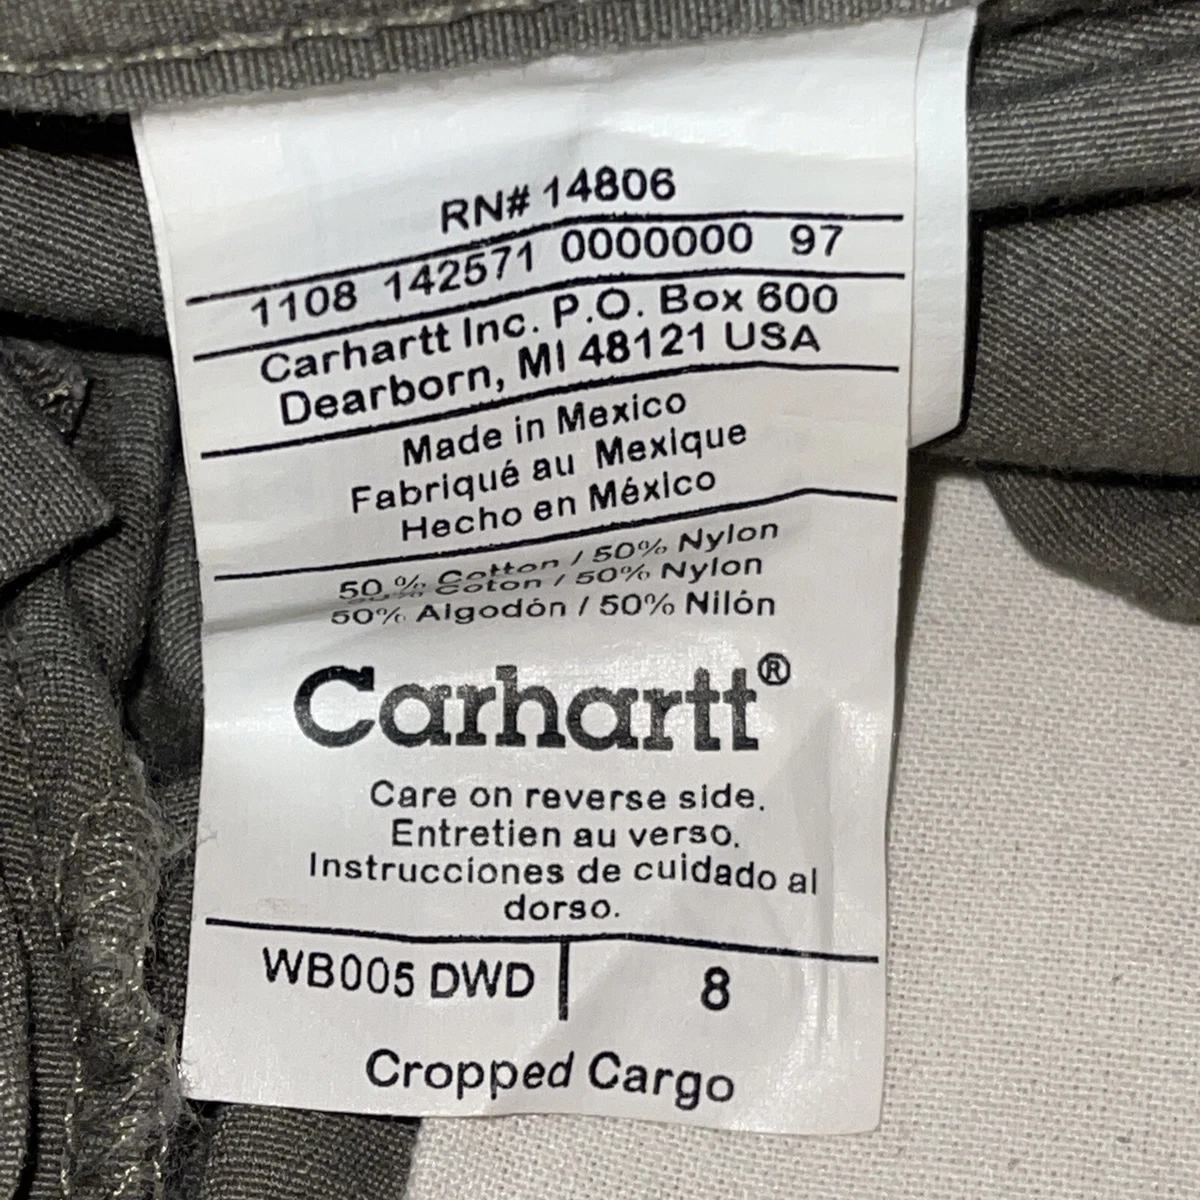 RN# 14806
1108 142571 0000000 97
Carhartt Inc. P.O. Box 600
Dearborn, MI 48121 USA
Made in Mexico
Fabriqué au Mexique
Hecho en México
50% Cotton / 50% Nylon
50% Coton / 50% Nylon
50% Algodón / 50% Nilón
Carhartt®
Care on reverse side.
Entretien au verso.
Instrucciones de cuidado al
dorso.
WB005 DWD | 8
Cropped Cargo